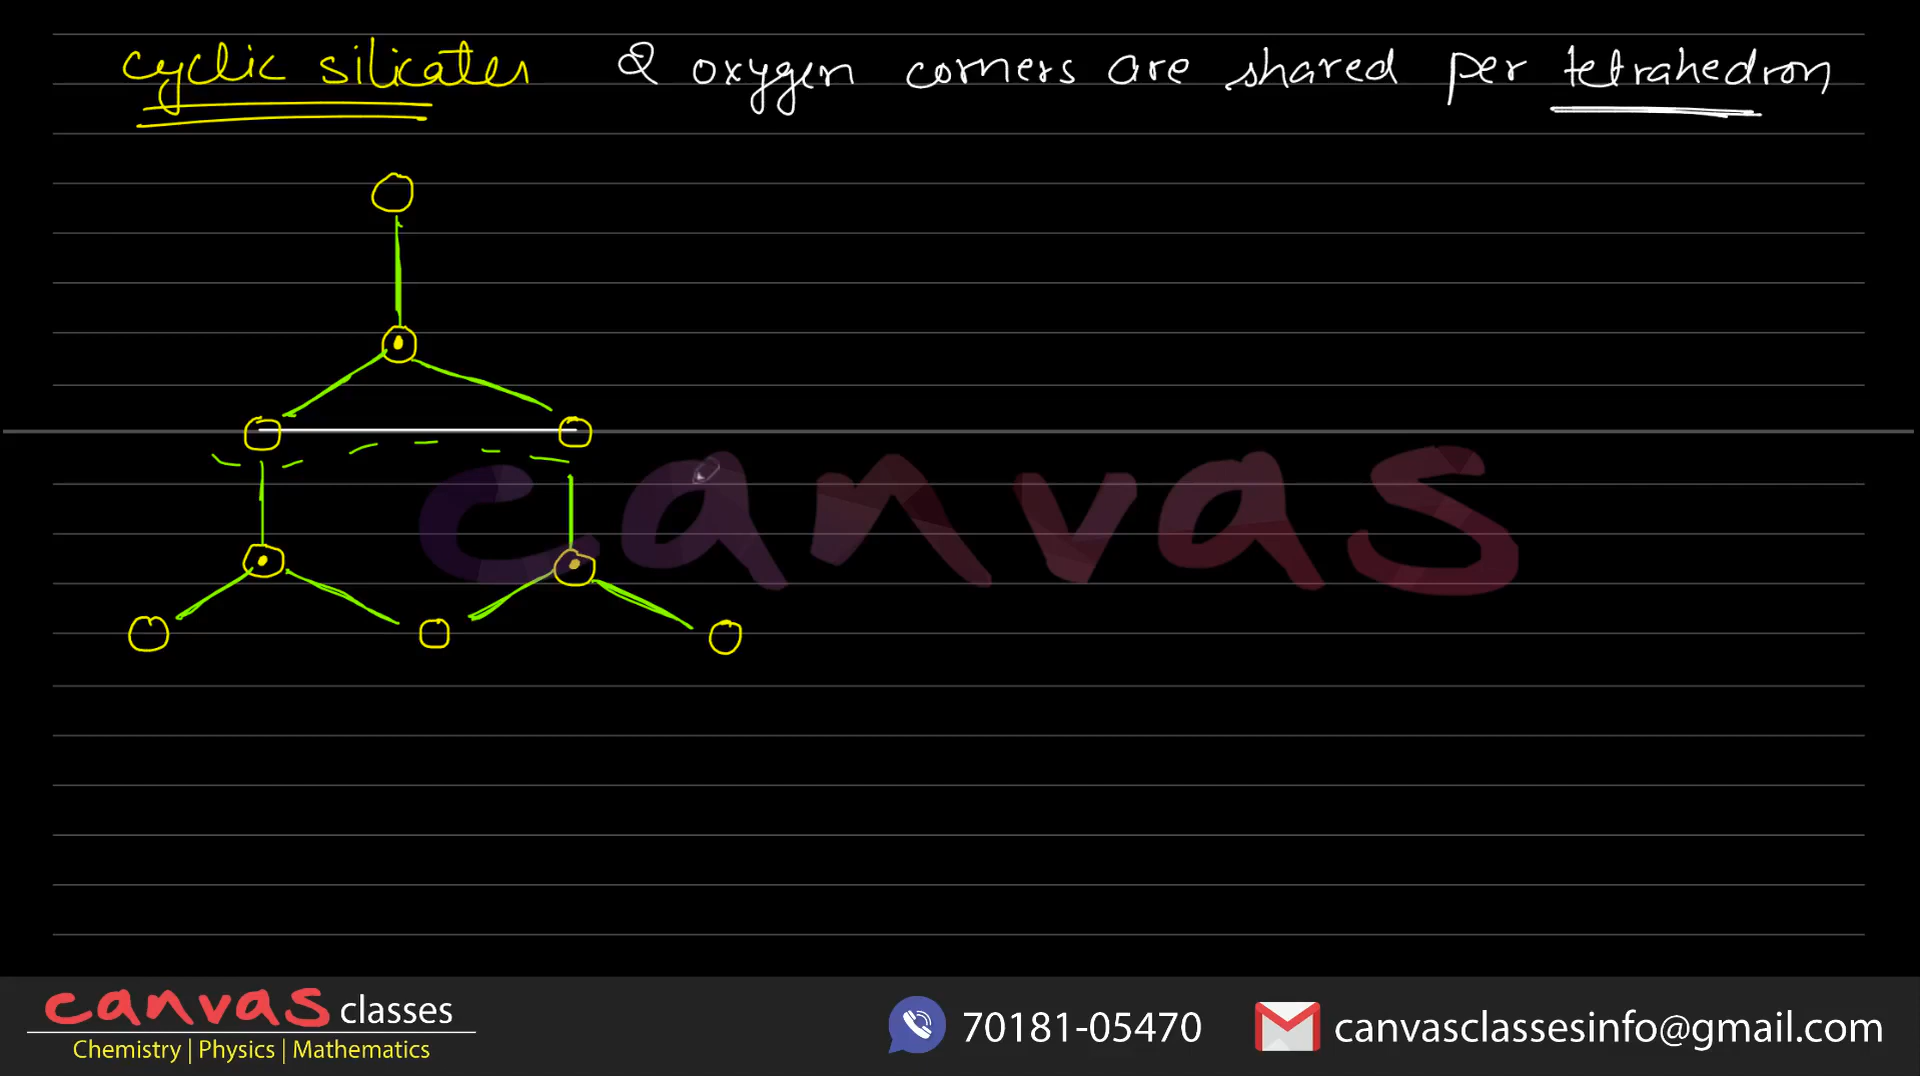 cyclic silicates 2 oxygen corners are shared per tetrahedron
canvas
canvas classes
Chemistry | Physics | Mathematics
70181-05470
canvasclassesinfo@gmail.com